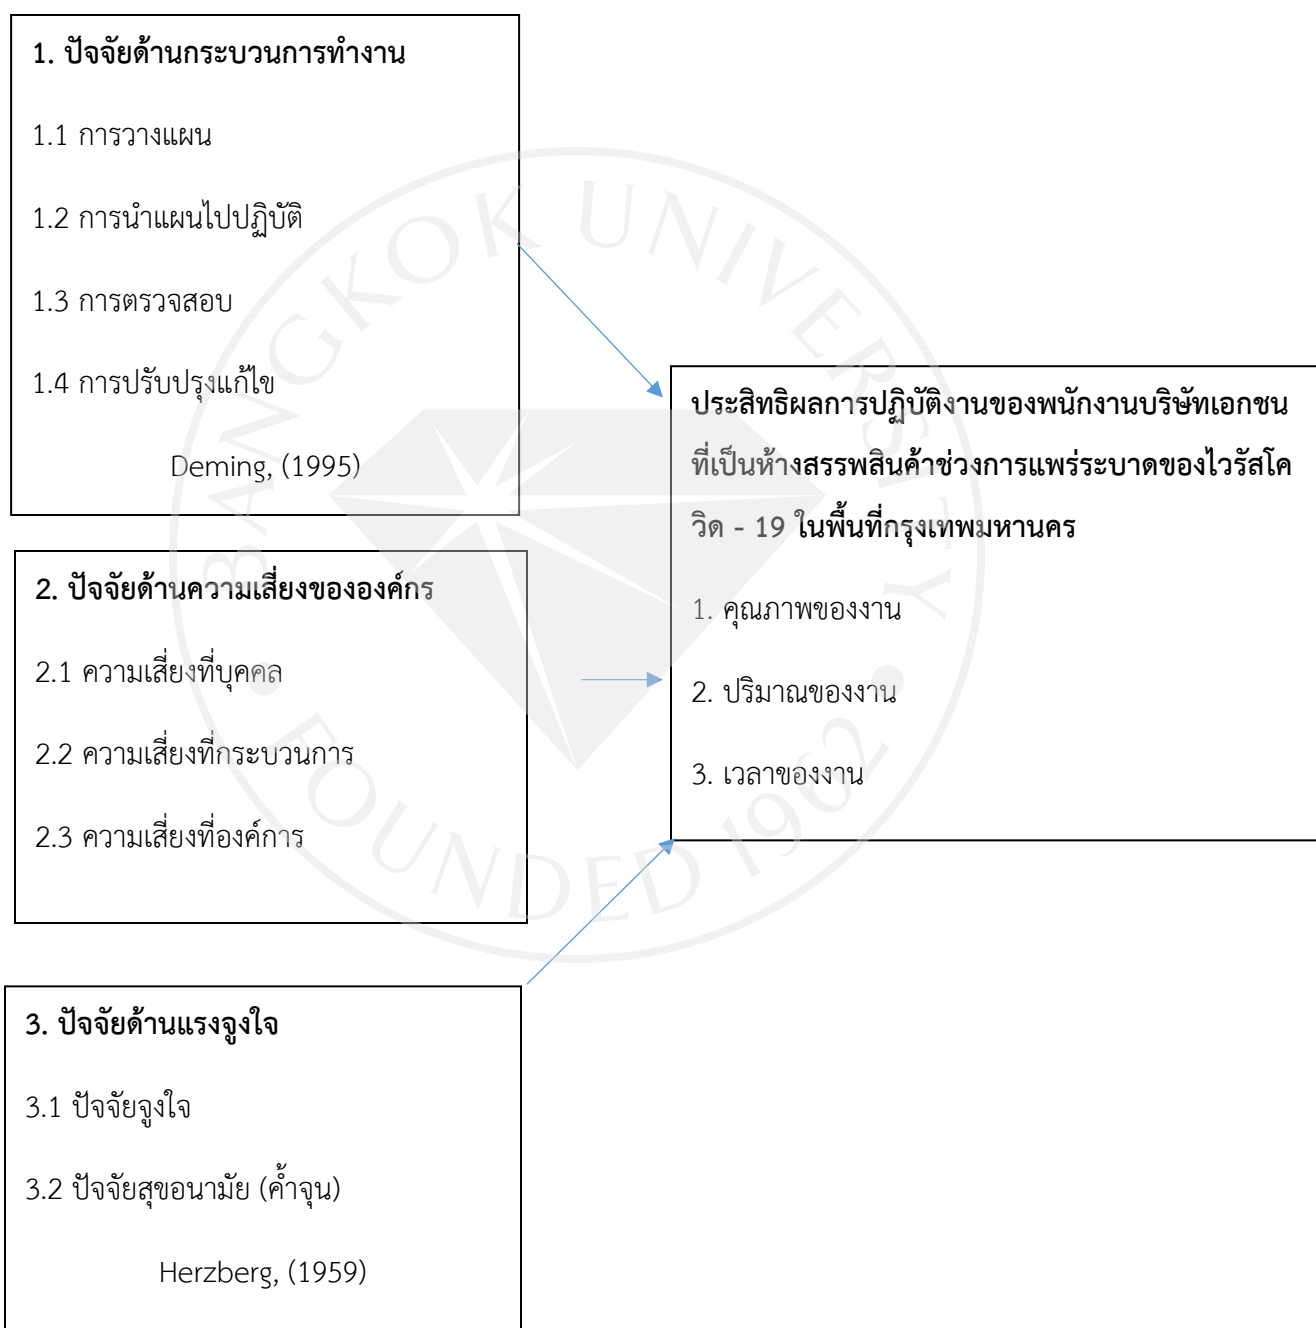 1. ปัจจัยด้านกระบวนการทำงาน
1.1 การวางแผน
1.2 การนำแผนไปปฏิบัติ
1.3 การตรวจสอบ
1.4 การปรับปรุงแก้ไข
Deming, (1995)
2. ปัจจัยด้านความเสี่ยงขององค์กร
2.1 ความเสี่ยงที่บุคคล
2.2 ความเสี่ยงที่กระบวนการ
2.3 ความเสี่ยงที่องค์การ
3. ปัจจัยด้านแรงจูงใจ
3.1 ปัจจัยจูงใจ
3.2 ปัจจัยสุขอนามัย (ค้ำจุน)
Herzberg, (1959)
ประสิทธิผลการปฏิบัติงานของพนักงานบริษัทเอกชน
ที่เป็นห้างสรรพสินค้าช่วงการแพร่ระบาดของไวรัสโค
วิด - 19 ในพื้นที่กรุงเทพมหานคร
1. คุณภาพของงาน
2. ปริมาณของงาน
3. เวลาของงาน
BANGKOK UNIVERSITY
FOUNDED 1962